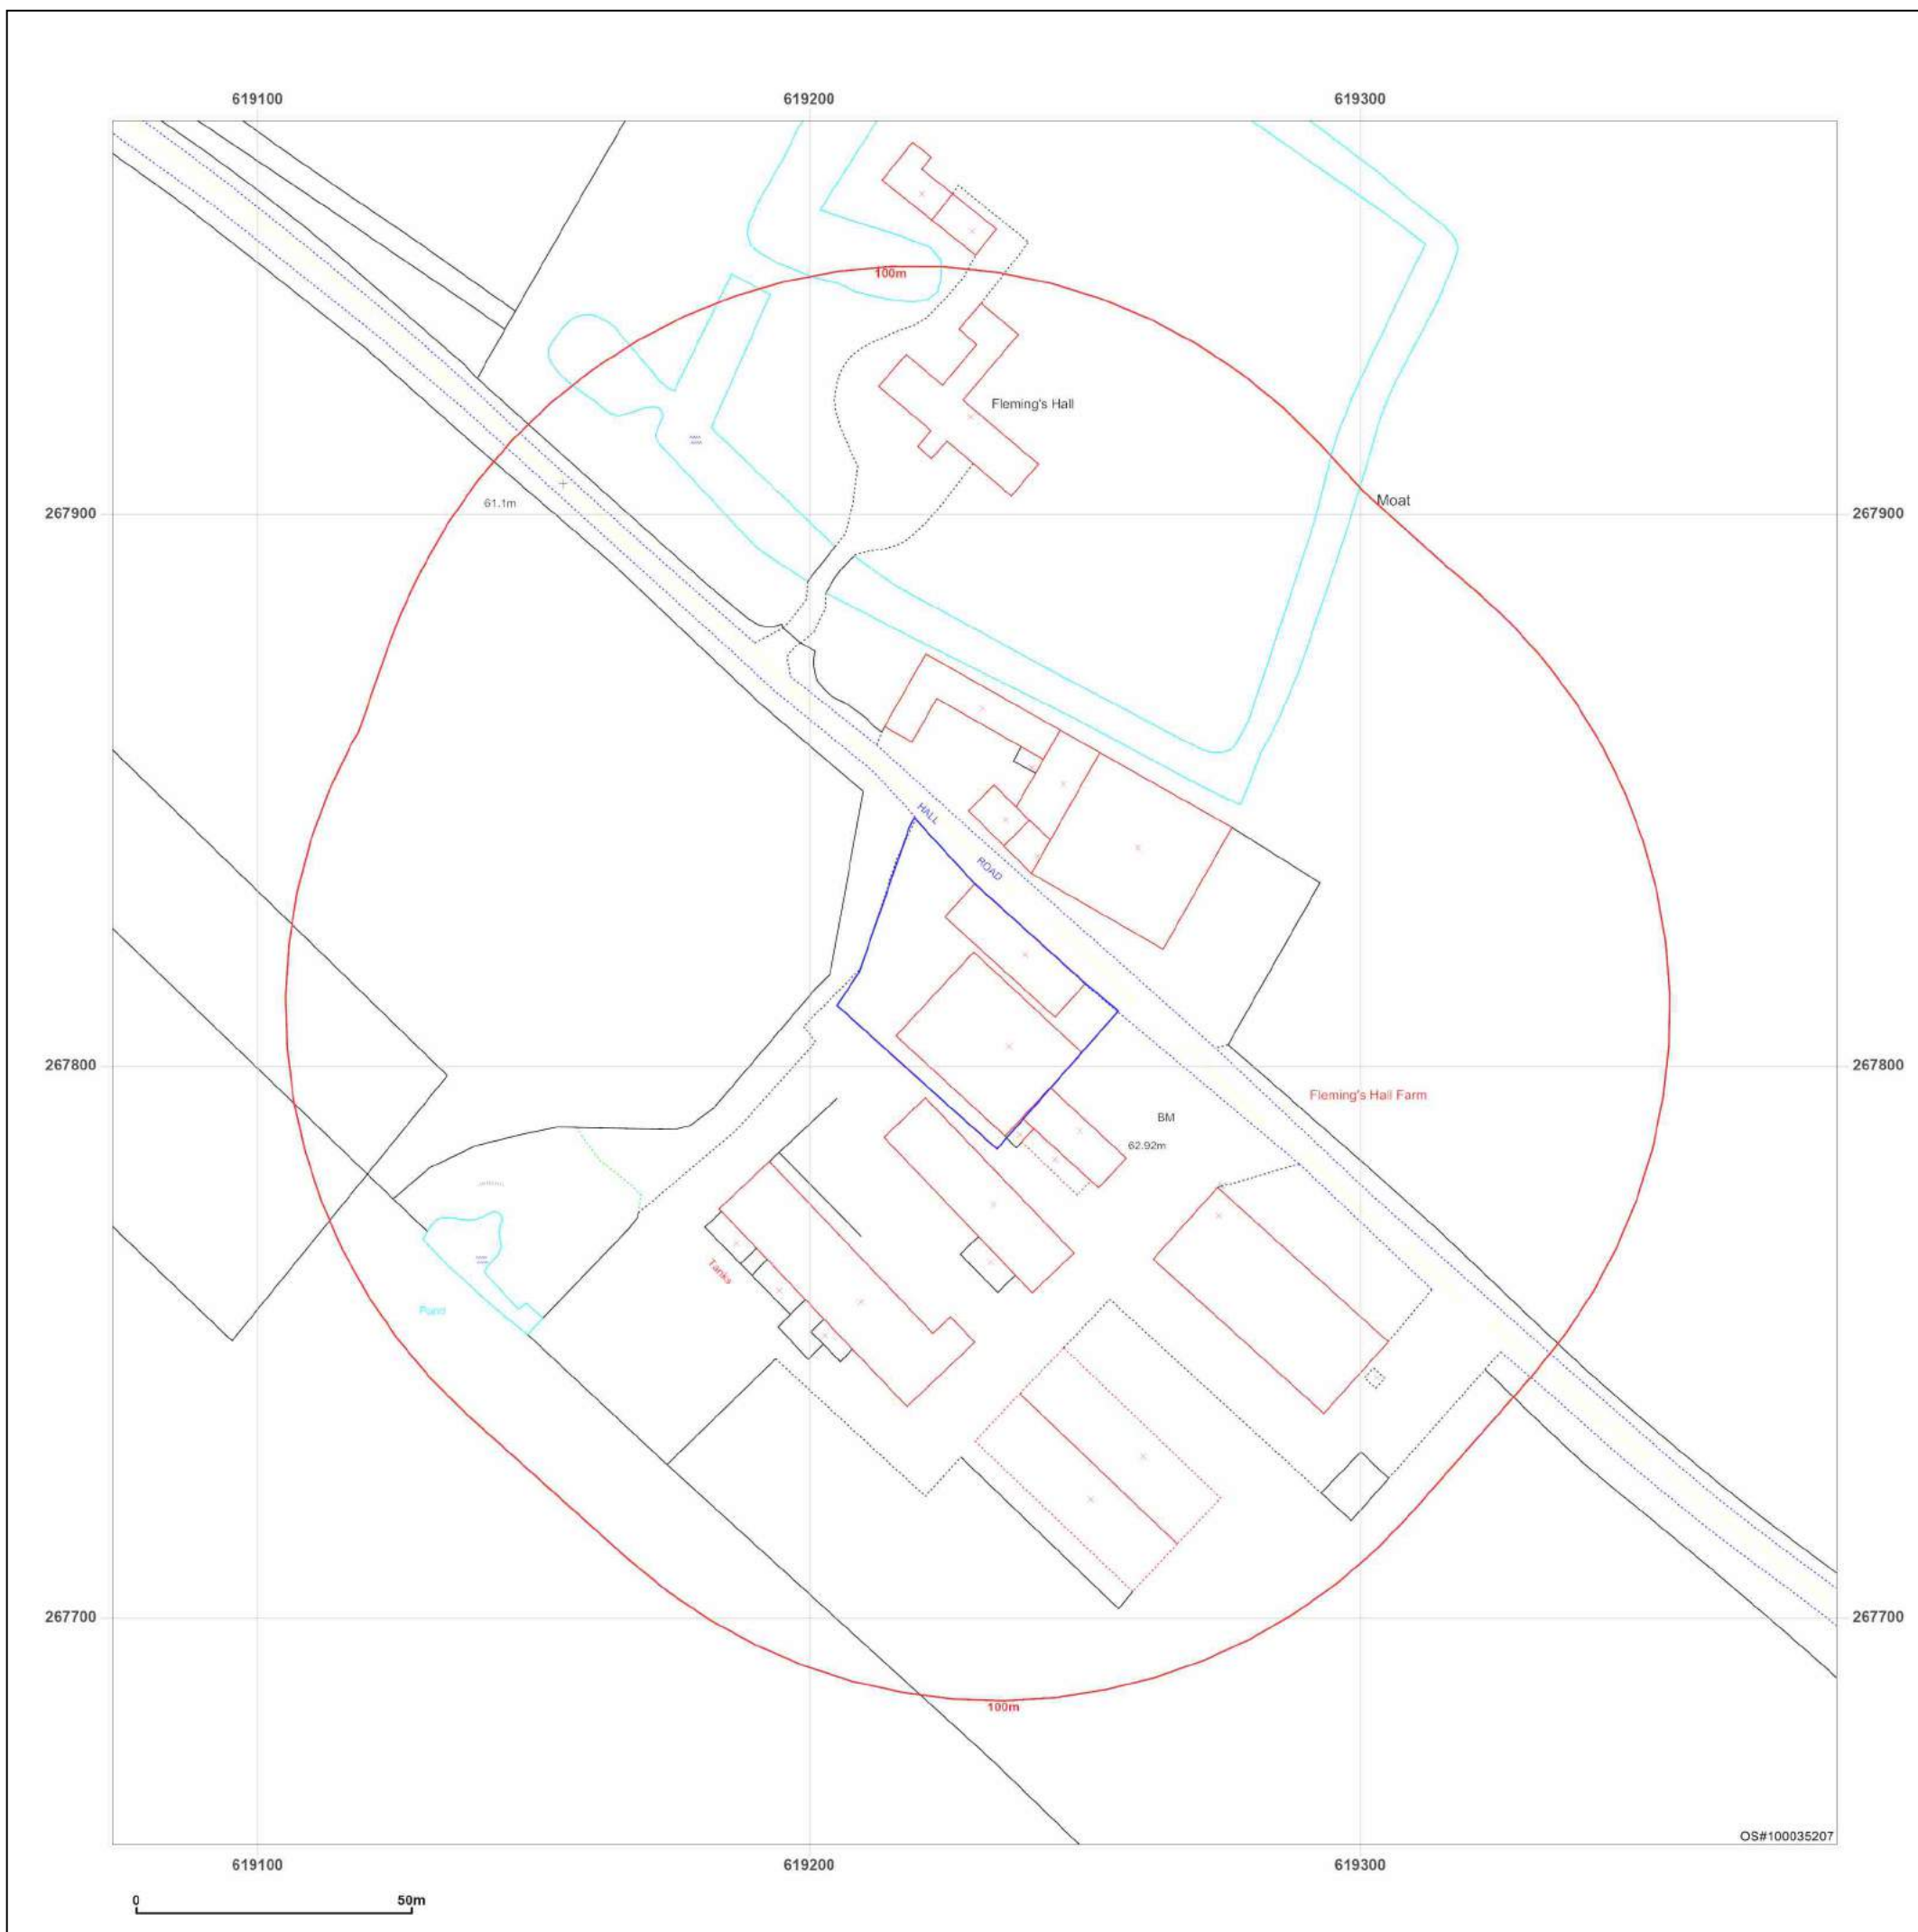 619100 619200 619300
100m
Fleming's Hall
61.1m
Moat
267900 267900
HALL
ROAD
267800 267800
Fleming's Hall Farm
BM
62.92m
Tanks
Pond
267700 267700
100m
OS#100035207
619100 619200 619300
0 50m